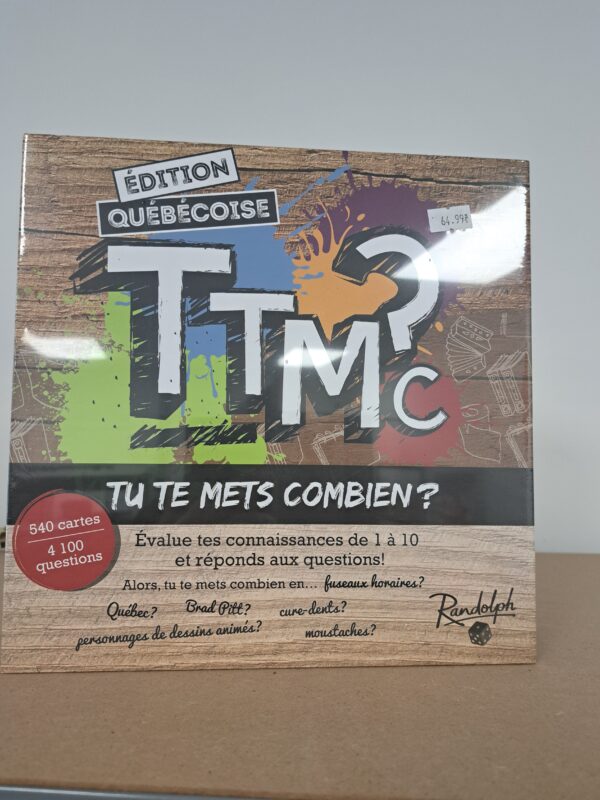 ÉDITION
QUÉBÉCOISE
64.99$
TTMC?
TU TE METS COMBIEN?
540 cartes
4 100
questions
Évalue tes connaissances de 1 à 10
et réponds aux questions!
Alors, tu te mets combien en... fuseaux horaires?
Québec? Brad Pitt? cure-dents?
personnages de dessins animés? moustaches?
Randolph